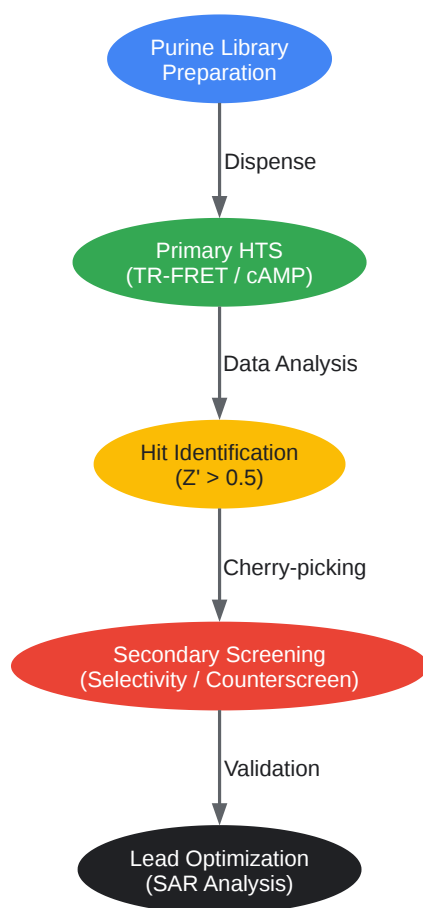 Purine Library
Preparation
Dispense
Primary HTS
(TR-FRET / cAMP)
Data Analysis
Hit Identification
(Z' > 0.5)
Cherry-picking
Secondary Screening
(Selectivity / Counterscreen)
Validation
Lead Optimization
(SAR Analysis)